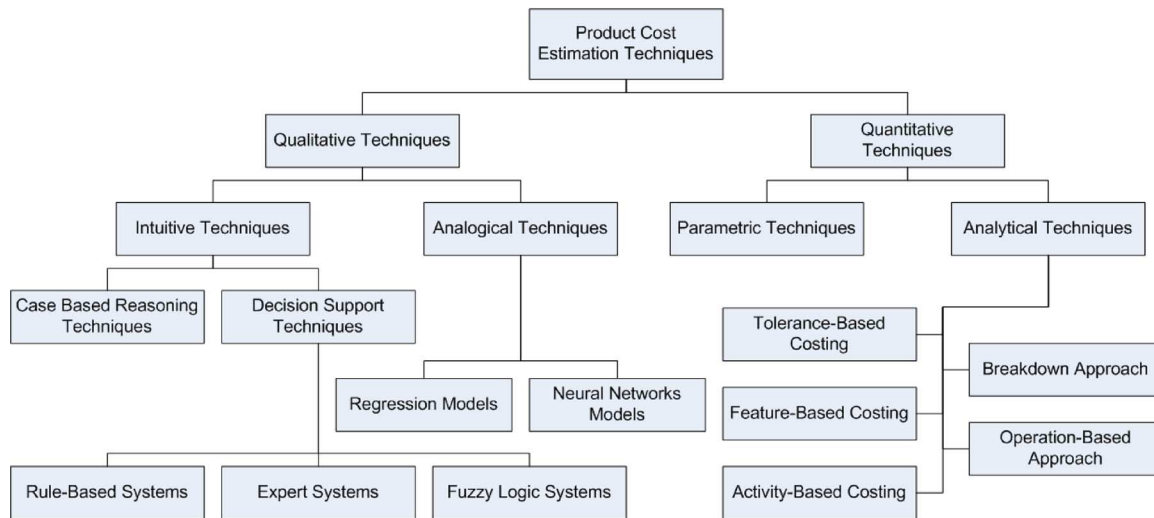 Product Cost
Estimation Techniques
Qualitative Techniques
Quantitative
Techniques
Intuitive Techniques
Analogical Techniques
Parametric Techniques
Analytical Techniques
Case Based Reasoning
Techniques
Decision Support
Techniques
Tolerance-Based
Costing
Breakdown Approach
Regression Models
Neural Networks
Models
Feature-Based Costing
Operation-Based
Approach
Rule-Based Systems
Expert Systems
Fuzzy Logic Systems
Activity-Based Costing